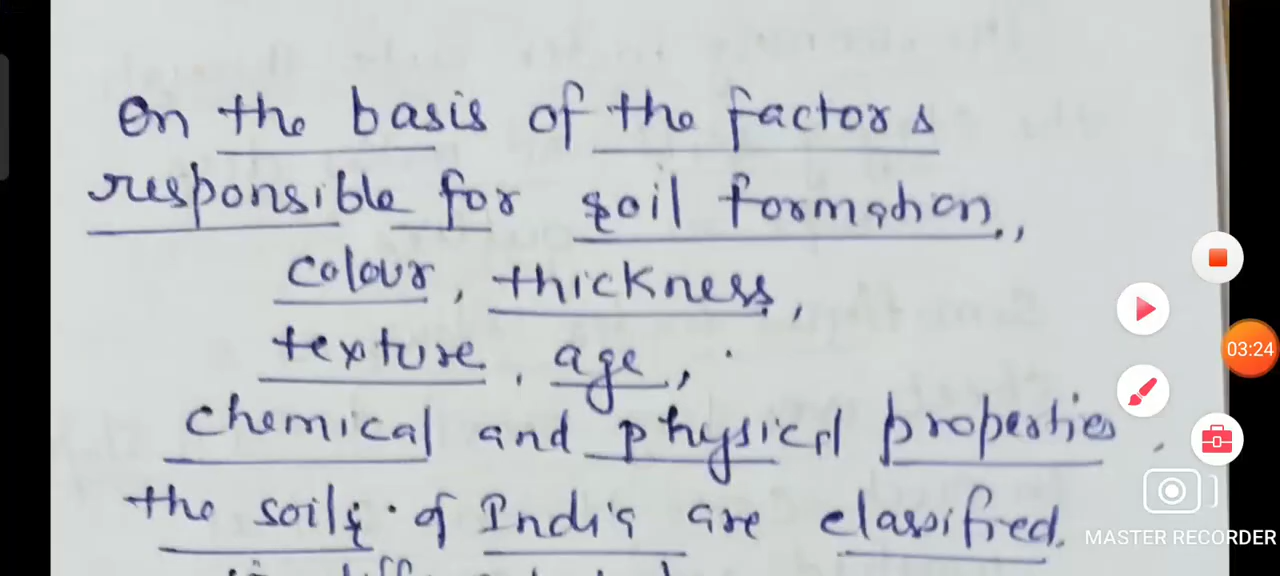 on the basis of the factors
responsible for soil formation.,
colour, thickness,
texture, age,
chemical and physical properties.
the soils of India are classified.
03:24
MASTER RECORDER